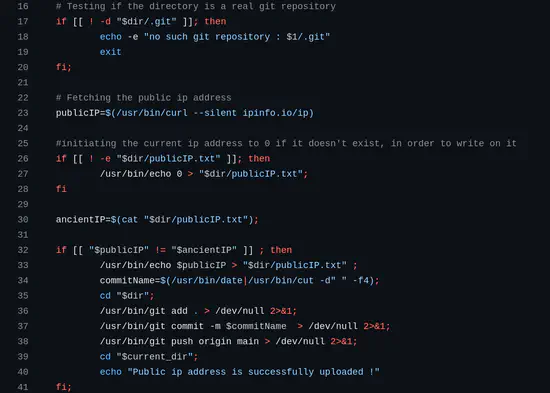 16 # Testing if the directory is a real git repository
17 if [[ ! -d "$dir/.git" ]]; then
18 echo -e "no such git repository : $1/.git"
19 exit
20 fi;
21
22 # Fetching the public ip address
23 publicIP=$(/usr/bin/curl --silent ipinfo.io/ip)
24
25 #initiating the current ip address to 0 if it doesn't exist, in order to write on it
26 if [[ ! -e "$dir/publicIP.txt" ]]; then
27 /usr/bin/echo 0 > "$dir/publicIP.txt";
28 fi
29
30 ancientIP=$(cat "$dir/publicIP.txt");
31
32 if [[ "$publicIP" != "$ancientIP" ]] ; then
33 /usr/bin/echo $publicIP > "$dir/publicIP.txt" ;
34 commitName=$(/usr/bin/date|/usr/bin/cut -d" " -f4);
35 cd "$dir";
36 /usr/bin/git add . > /dev/null 2>&1;
37 /usr/bin/git commit -m $commitName  > /dev/null 2>&1;
38 /usr/bin/git push origin main > /dev/null 2>&1;
39 cd "$current_dir";
40 echo "Public ip address is successfully uploaded !"
41 fi;